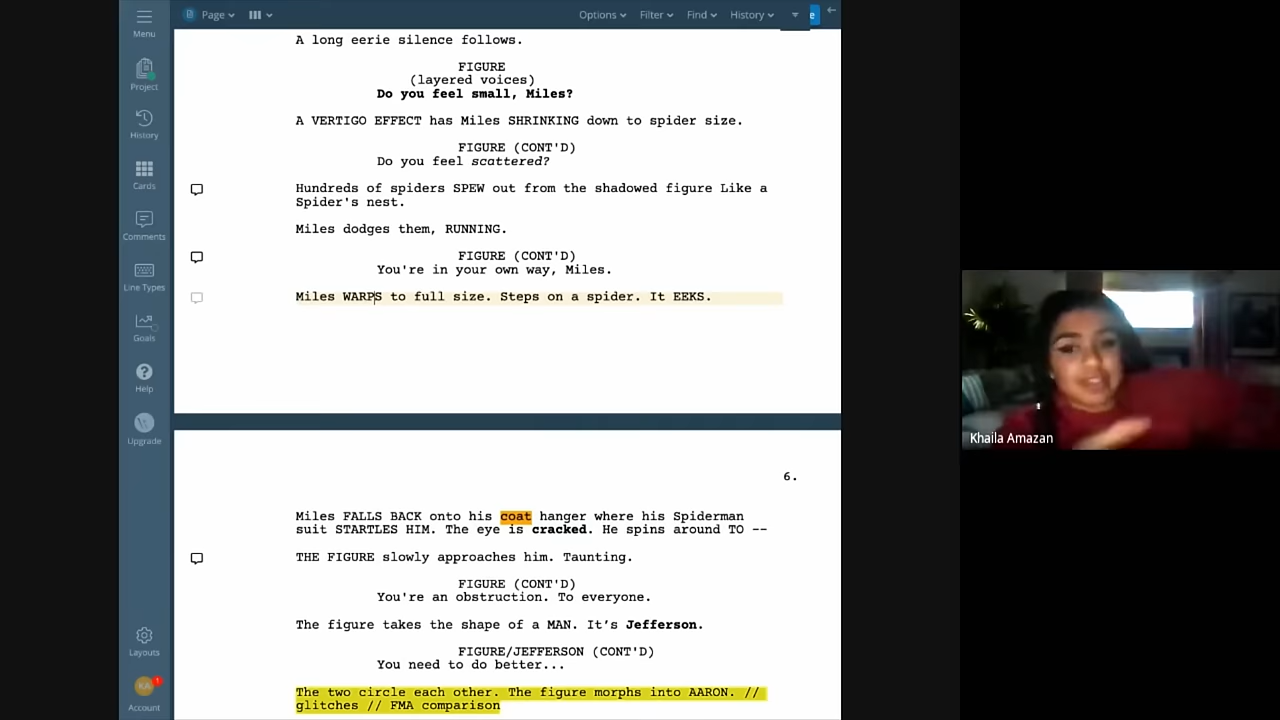 Menu
Project
History
Cards
Comments
Line Types
Goals
Help
Upgrade
Layouts
KA
1
Account
Page
Options
Filter
Find
History
e
A long eerie silence follows.
FIGURE
(layered voices)
Do you feel small, Miles?
A VERTIGO EFFECT has Miles SHRINKING down to spider size.
FIGURE (CONT'D)
Do you feel scattered?
Hundreds of spiders SPEW out from the shadowed figure Like a
Spider's nest.
Miles dodges them, RUNNING.
FIGURE (CONT'D)
You're in your own way, Miles.
Miles WARPS to full size. Steps on a spider. It EEKS.
6.
Miles FALLS BACK onto his coat hanger where his Spiderman
suit STARTLES HIM. The eye is cracked. He spins around TO --
THE FIGURE slowly approaches him. Taunting.
FIGURE (CONT'D)
You're an obstruction. To everyone.
The figure takes the shape of a MAN. It’s Jefferson.
FIGURE/JEFFERSON (CONT'D)
You need to do better...
The two circle each other. The figure morphs into AARON. //
glitches // FMA comparison
Khaila Amazan